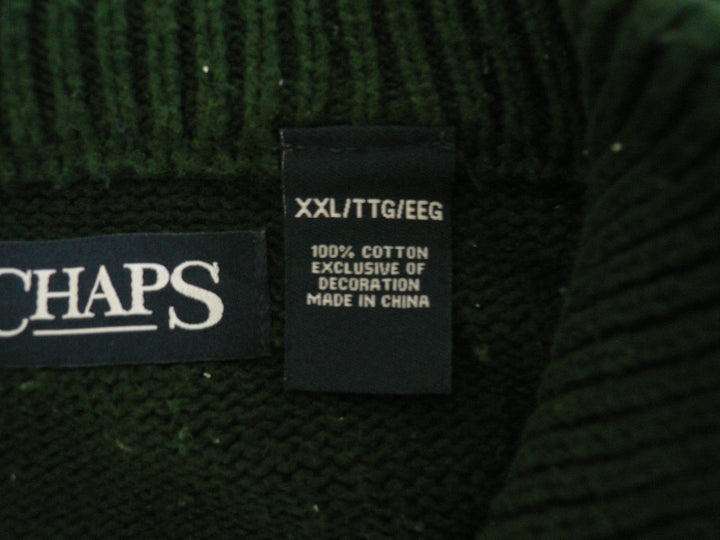 CHAPS
XXL/TTG/EEG
100% COTTON
EXCLUSIVE OF
DECORATION
MADE IN CHINA